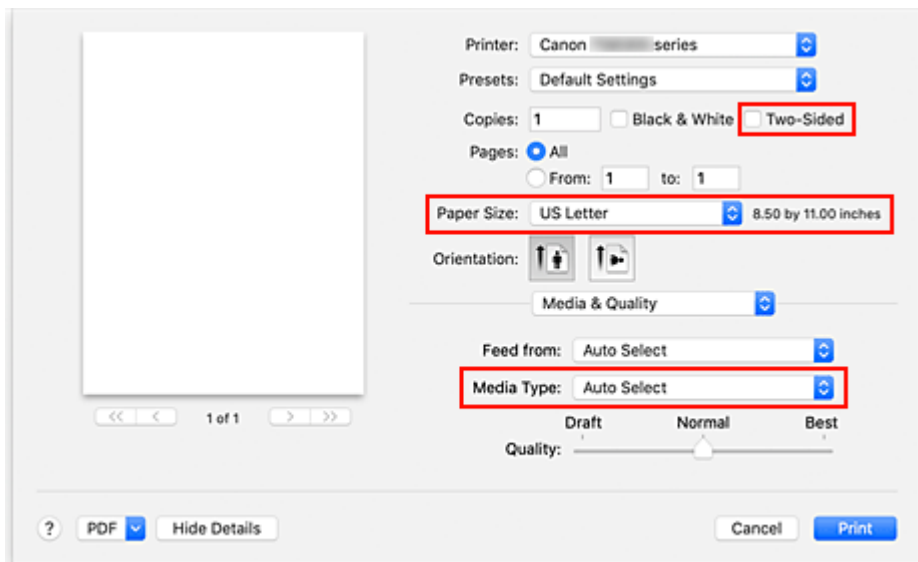 Printer: Canon series
Presets: Default Settings
Copies: 1 Black & White Two-Sided
Pages: All
From: 1 to: 1
Paper Size: US Letter 8.50 by 11.00 inches
Orientation:
Media & Quality
Feed from: Auto Select
Media Type: Auto Select
Draft Normal Best
Quality:
<< < 1 of 1 > >>
? PDF Hide Details Cancel Print